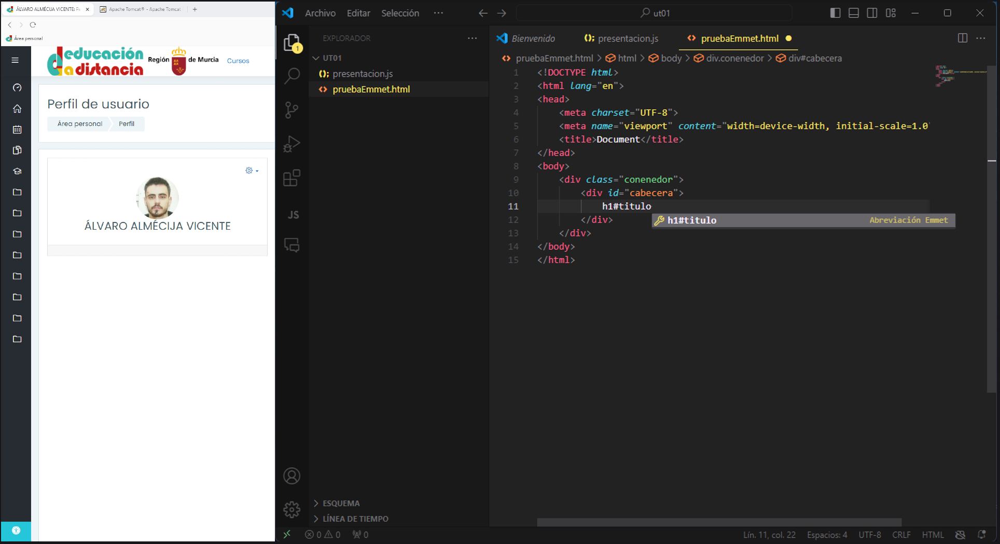 ÁLVARO ALMÉCIJA VICENTE: Pe
Apache Tomcat® - Apache Tomcat
Área personal
educación
a distancia
Región de Murcia
Cursos
Perfil de usuario
Área personal
Perfil
ÁLVARO ALMÉCIJA VICENTE
Archivo Editar Selección ···
ut01
EXPLORADOR
UT01
presentacion.js
pruebaEmmet.html
1
JS
ESQUEMA
LÍNEA DE TIEMPO
Bienvenido
presentacion.js
pruebaEmmet.html
pruebaEmmet.html > html > body > div.conenedor > div#cabecera
1 <!DOCTYPE html>
2 <html lang="en">
3 <head>
4 <meta charset="UTF-8">
5 <meta name="viewport" content="width=device-width, initial-scale=1.0"
6 <title>Document</title>
7 </head>
8 <body>
9 <div class="conenedor">
10 <div id="cabecera">
11 h1#titulo
h1#titulo Abreviación Emmet
12 </div>
13 </div>
14 </body>
15 </html>
0 0 0
Lín. 11, col. 22 Espacios: 4 UTF-8 CRLF HTML